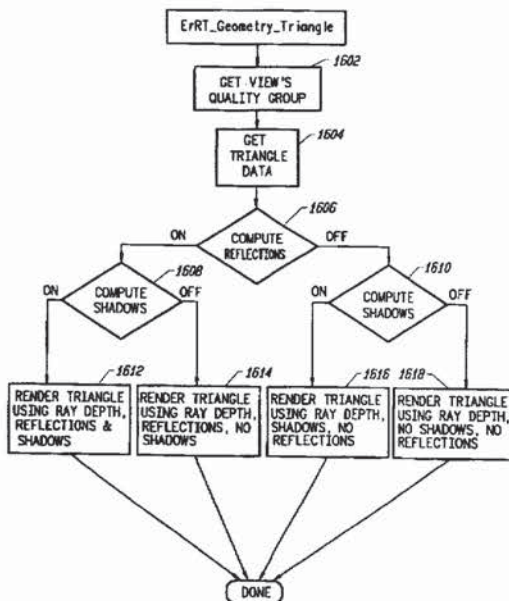 ErRT_Geometry_Triangle
1602
GET VIEW'S
QUALITY GROUP
1604
GET
TRIANGLE
DATA
1606
ON
COMPUTE
REFLECTIONS
OFF
1608
1610
ON
COMPUTE
SHADOWS
OFF
ON
COMPUTE
SHADOWS
OFF
1612
RENDER TRIANGLE
USING RAY DEPTH,
REFLECTIONS &
SHADOWS
1614
RENDER TRIANGLE
USING RAY DEPTH,
REFLECTIONS, NO
SHADOWS
1616
RENDER TRIANGLE
USING RAY DEPTH,
SHADOWS, NO
REFLECTIONS
1618
RENDER TRIANGLE
USING RAY DEPTH,
NO SHADOWS, NO
REFLECTIONS
DONE